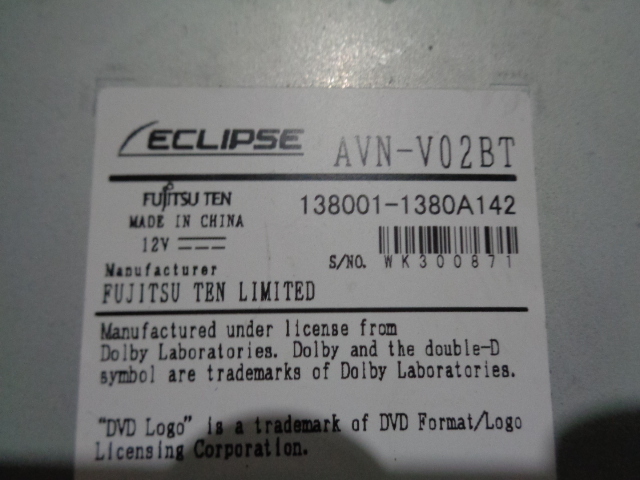 ECLIPSE AVN-V02BT
FUJITSU TEN 138001-1380A142
MADE IN CHINA
12V
S/NO. WK300871
Manufacturer
FUJITSU TEN LIMITED
Manufactured under license from
Dolby Laboratories. Dolby and the double-D
symbol are trademarks of Dolby Laboratories.
"DVD Logo" is a trademark of DVD Format/Logo
Licensing Corporation.